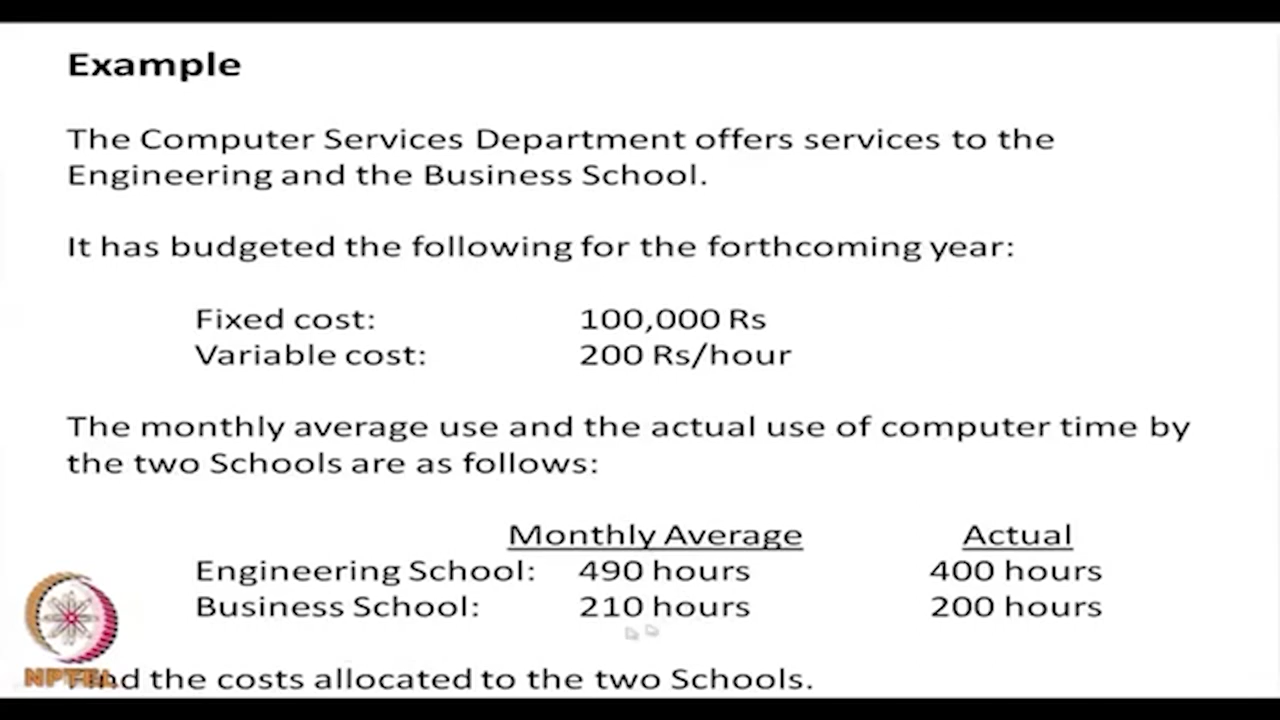 Example
The Computer Services Department offers services to the
Engineering and the Business School.
It has budgeted the following for the forthcoming year:
Fixed cost: 100,000 Rs
Variable cost: 200 Rs/hour
The monthly average use and the actual use of computer time by
the two Schools are as follows:
Monthly Average Actual
Engineering School: 490 hours 400 hours
Business School: 210 hours 200 hours
NPTEL
Find the costs allocated to the two Schools.